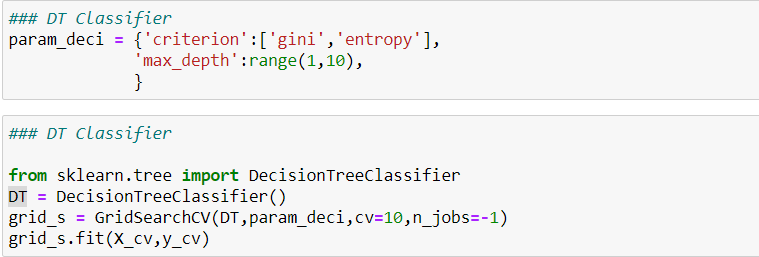 ### DT Classifier
param_deci = {'criterion':['gini','entropy'],
'max_depth':range(1,10),
}
### DT Classifier
from sklearn.tree import DecisionTreeClassifier
DT = DecisionTreeClassifier()
grid_s = GridSearchCV(DT,param_deci,cv=10,n_jobs=-1)
grid_s.fit(X_cv,y_cv)